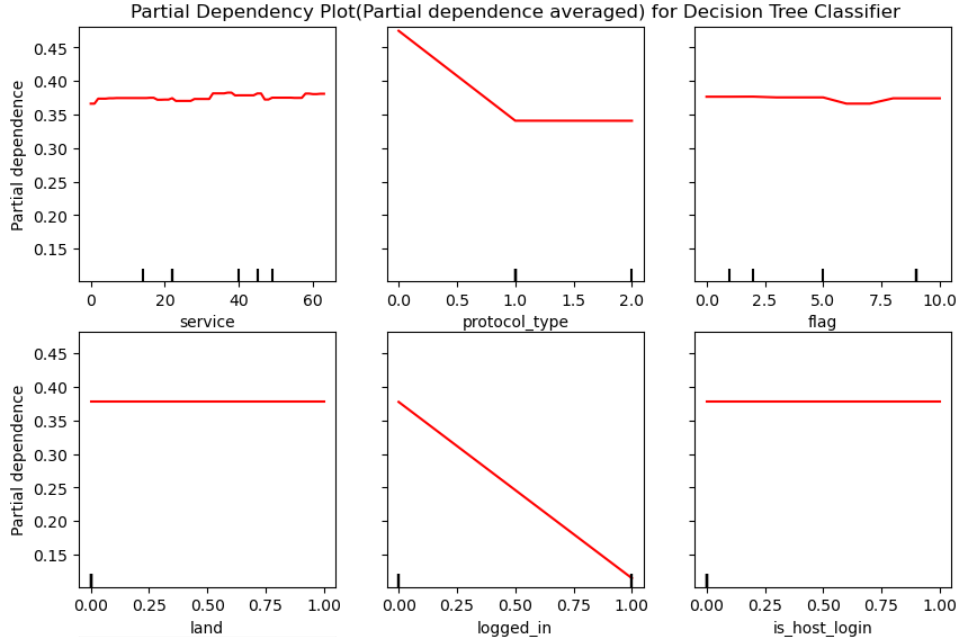 Partial Dependency Plot(Partial dependence averaged) for Decision Tree Classifier
Partial dependence
0.45
0.40
0.35
0.30
0.25
0.20
0.15
0 20 40 60
service
0.0 0.5 1.0 1.5 2.0
protocol_type
0.0 2.5 5.0 7.5 10.0
flag
Partial dependence
0.45
0.40
0.35
0.30
0.25
0.20
0.15
0.00 0.25 0.50 0.75 1.00
land
0.00 0.25 0.50 0.75 1.00
logged_in
0.00 0.25 0.50 0.75 1.00
is_host_login